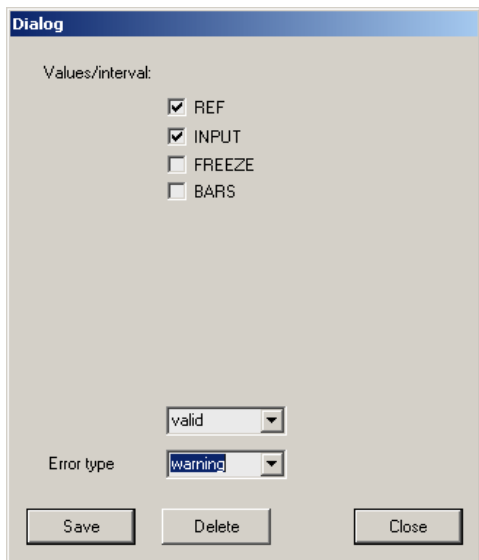 Dialog
Values/interval:
REF
INPUT
FREEZE
BARS
valid
Error type warning
Save Delete Close